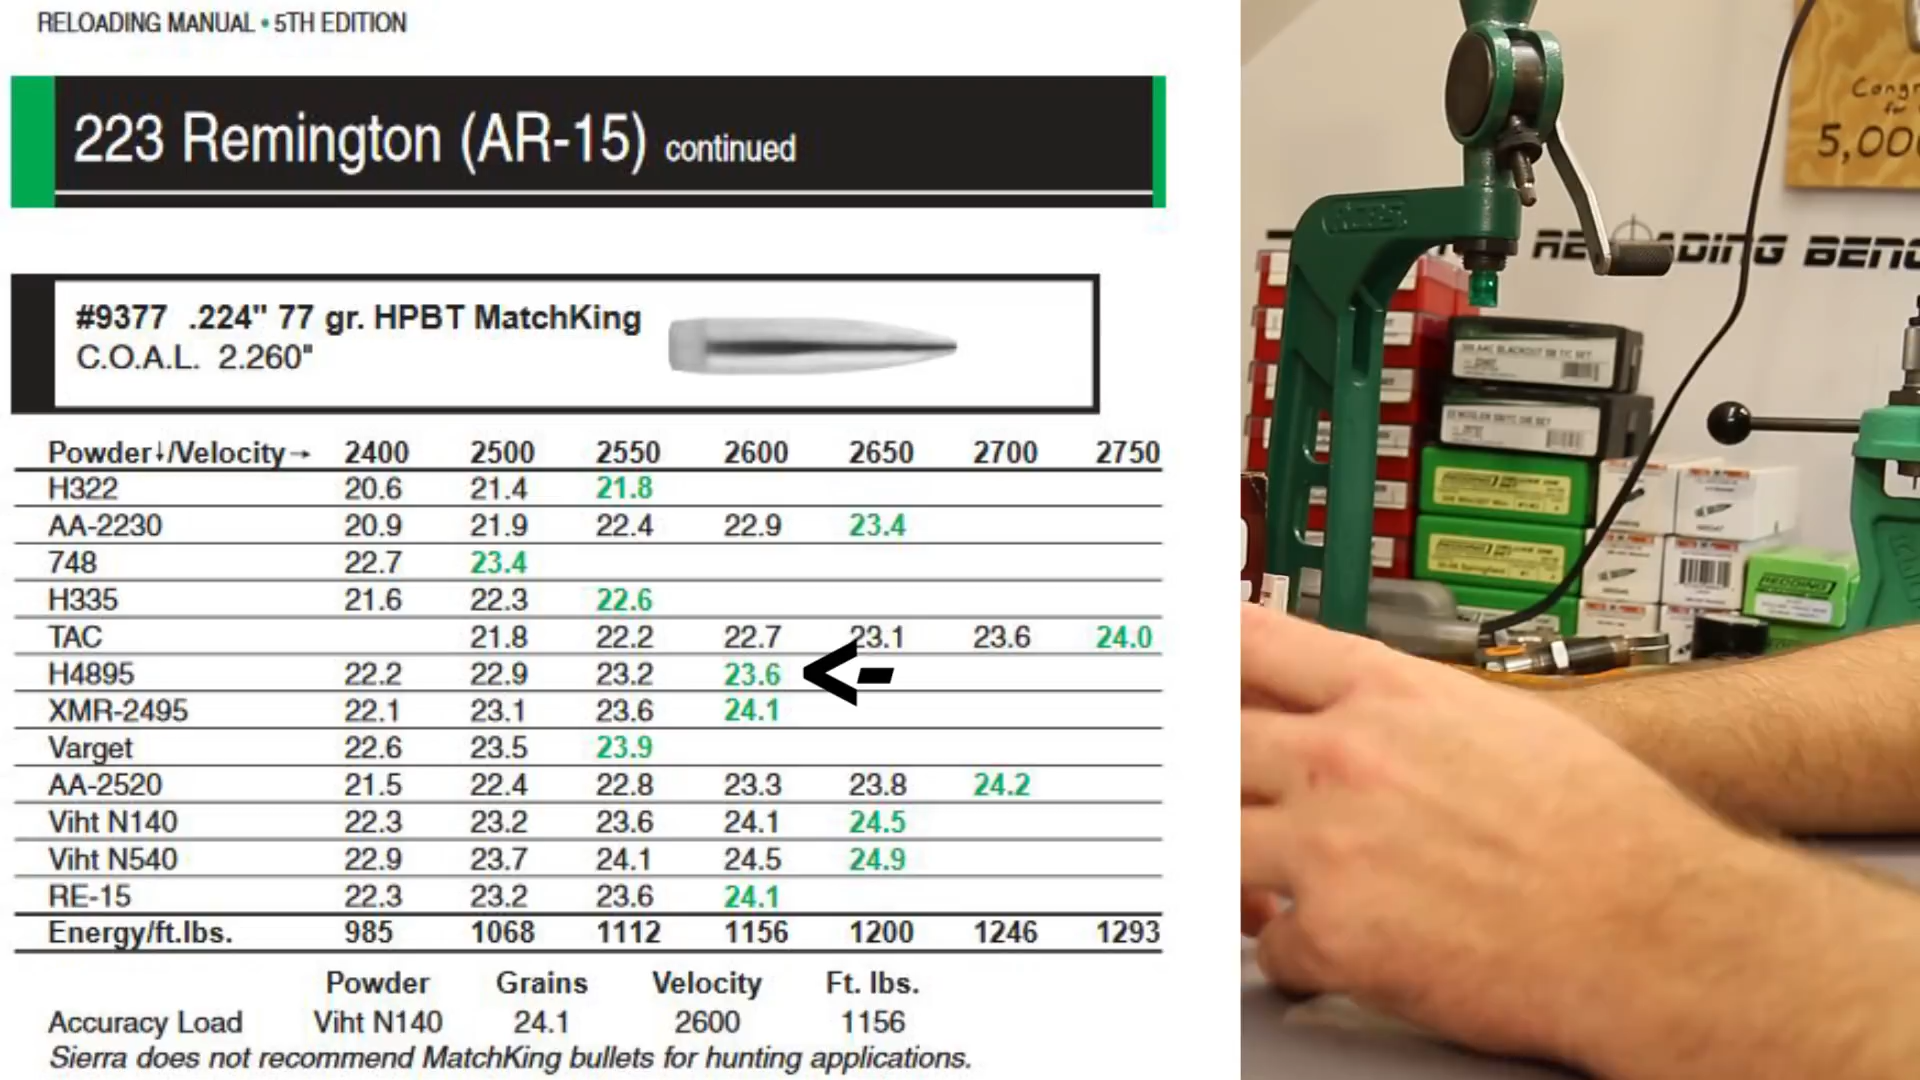 RELOADING MANUAL • 5TH EDITION
223 Remington (AR-15) continued
#9377 .224" 77 gr. HPBT MatchKing
C.O.A.L. 2.260"
Powder↓/Velocity→ 2400 2500 2550 2600 2650 2700 2750
H322 20.6 21.4 21.8
AA-2230 20.9 21.9 22.4 22.9 23.4
748 22.7 23.4
H335 21.6 22.3 22.6
TAC 21.8 22.2 22.7 23.1 23.6 24.0
H4895 22.2 22.9 23.2 23.6 <-
XMR-2495 22.1 23.1 23.6 24.1
Varget 22.6 23.5 23.9
AA-2520 21.5 22.4 22.8 23.3 23.8 24.2
Viht N140 22.3 23.2 23.6 24.1 24.5
Viht N540 22.9 23.7 24.1 24.5 24.9
RE-15 22.3 23.2 23.6 24.1
Energy/ft.lbs. 985 1068 1112 1156 1200 1246 1293
Powder Grains Velocity Ft. lbs.
Accuracy Load Viht N140 24.1 2600 1156
Sierra does not recommend MatchKing bullets for hunting applications.
Congr
for
5,00
RELOADING BENC
REDDING